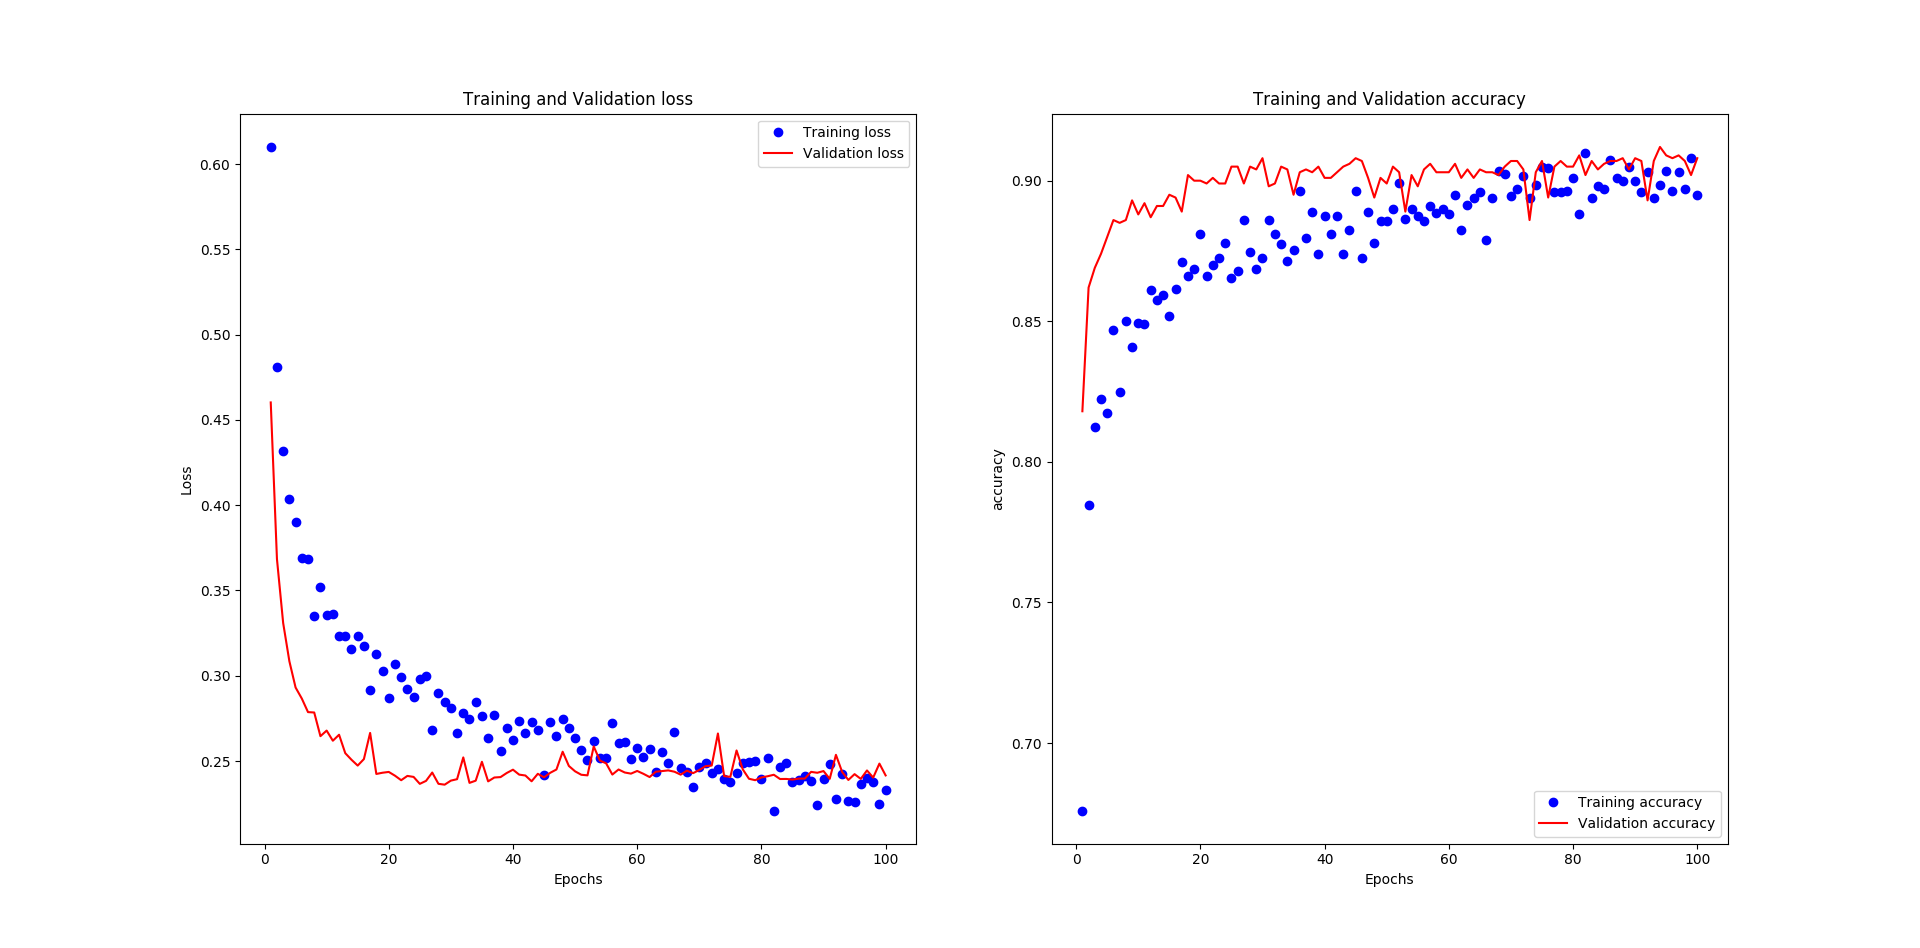 Training and Validation loss
Training loss
Validation loss
0.60
0.55
0.50
0.45
0.40
0.35
0.30
0.25
Loss
0 20 40 60 80 100
Epochs
Training and Validation accuracy
0.90
0.85
0.80
0.75
0.70
accuracy
Training accuracy
Validation accuracy
0 20 40 60 80 100
Epochs